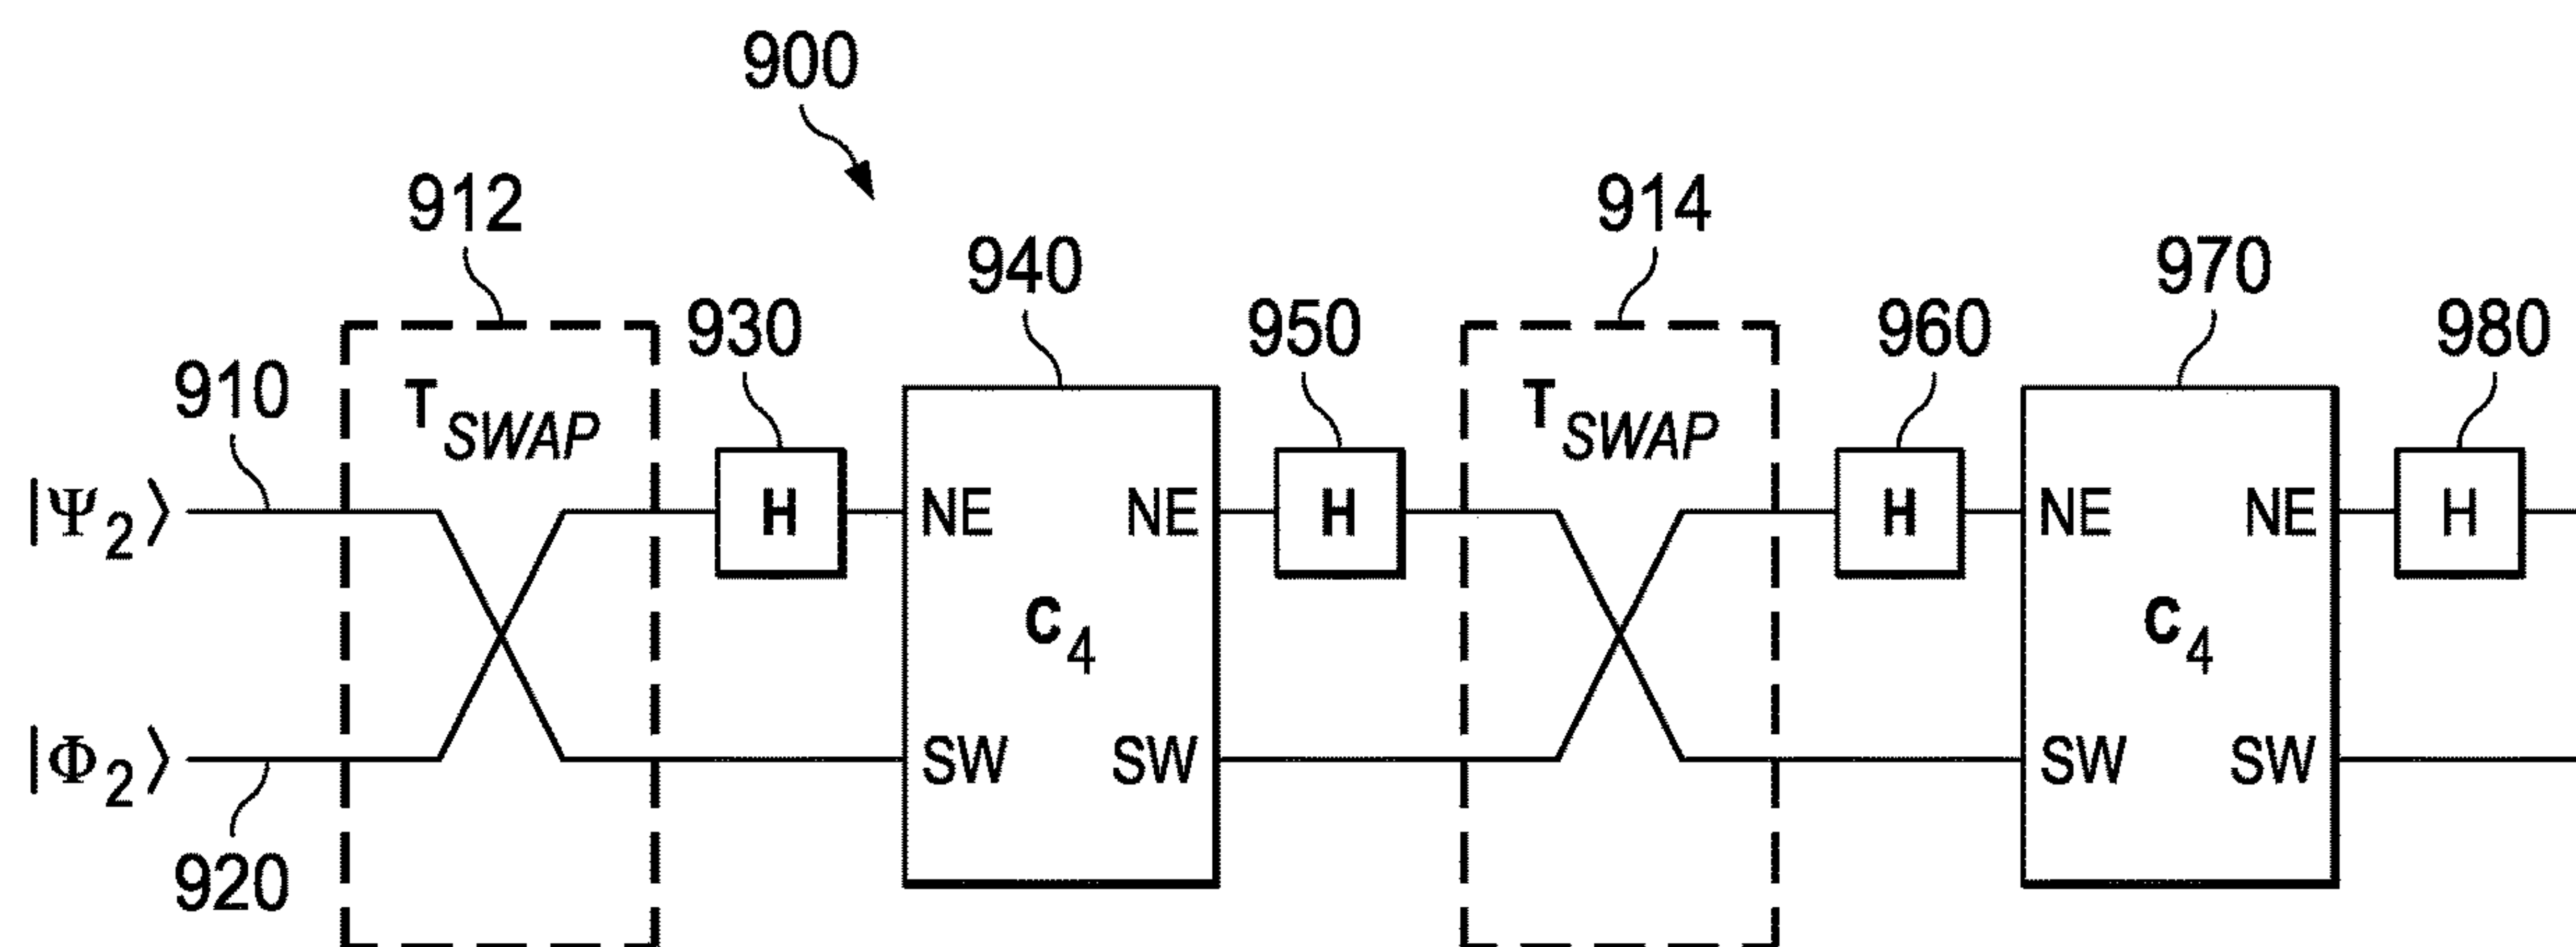 900
912
914
940
970
930
950
960
980
910
T SWAP
T SWAP
|Ψ2⟩
H
NE
NE
H
H
NE
NE
H
C4
C4
|Φ2⟩
SW
SW
SW
SW
920